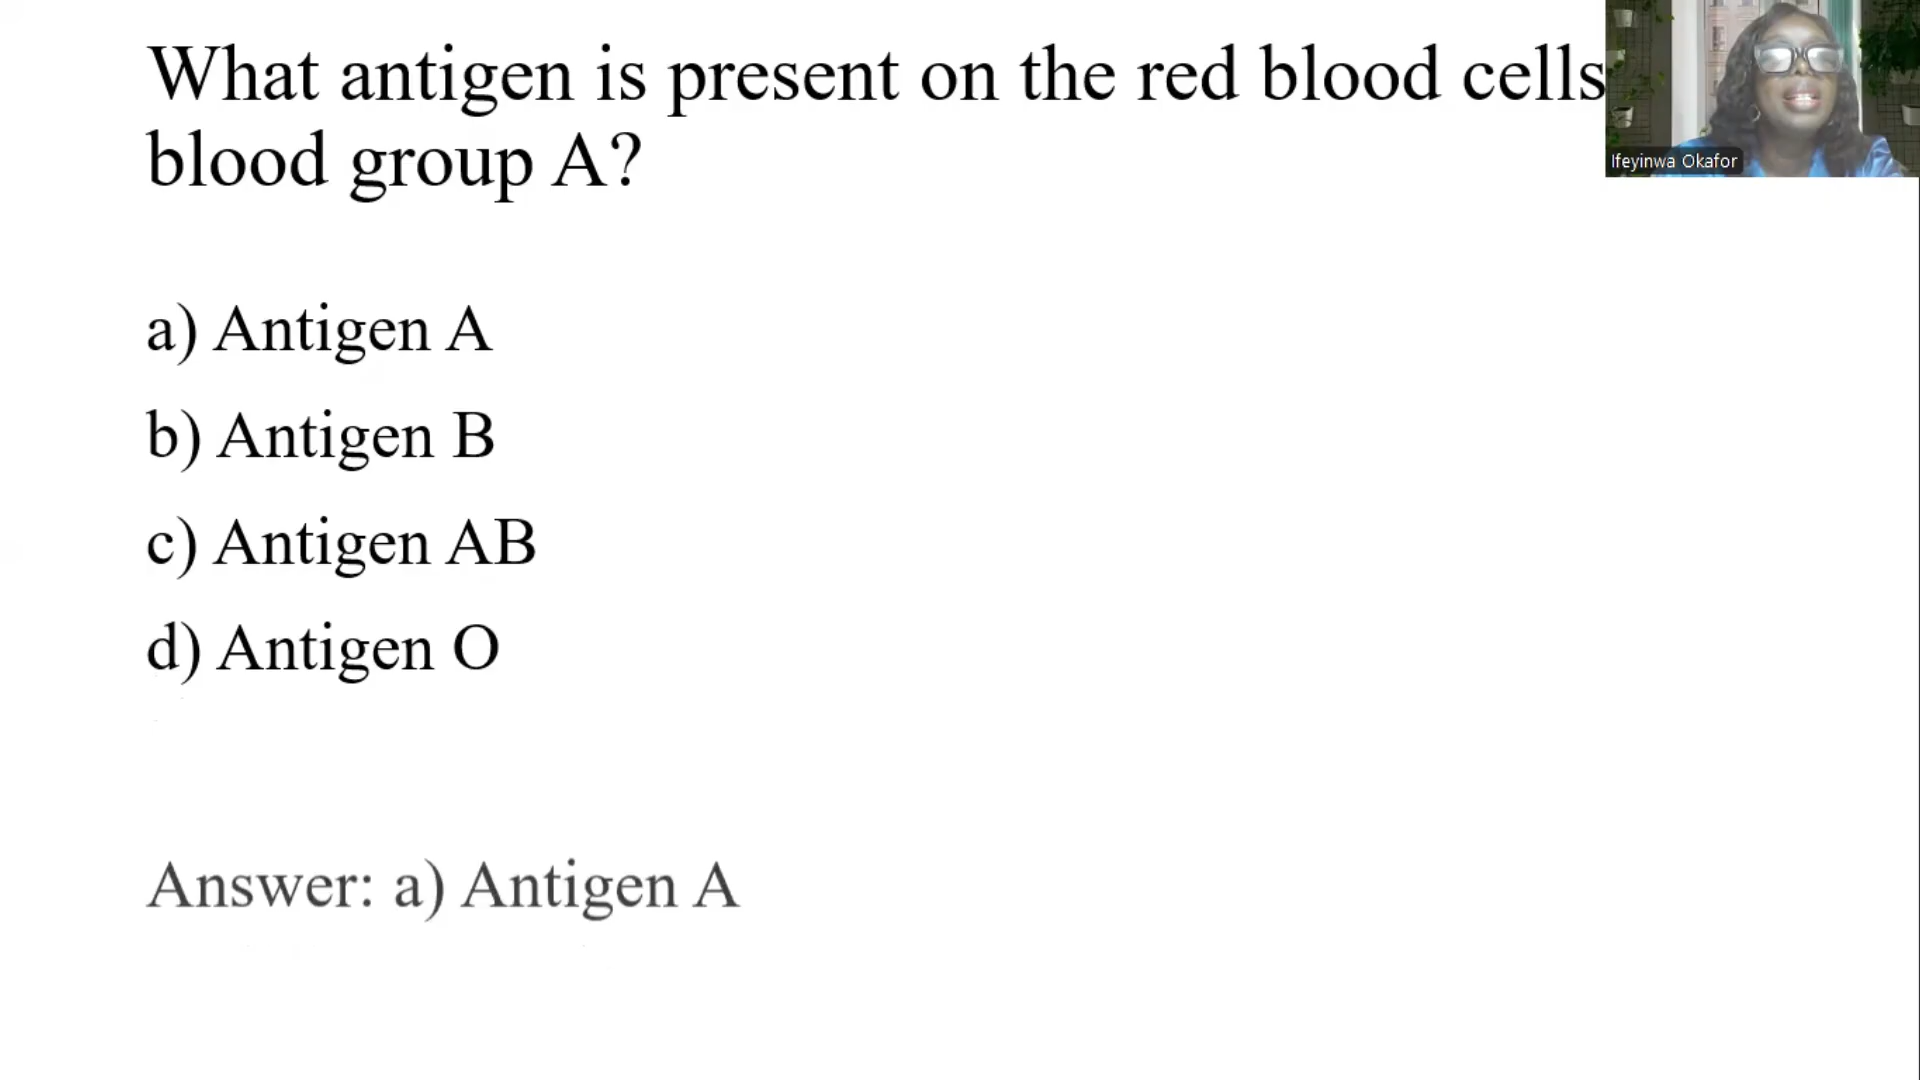 What antigen is present on the red blood cells
blood group A?
Ifeyinwa Okafor
a) Antigen A
b) Antigen B
c) Antigen AB
d) Antigen O
Answer: a) Antigen A